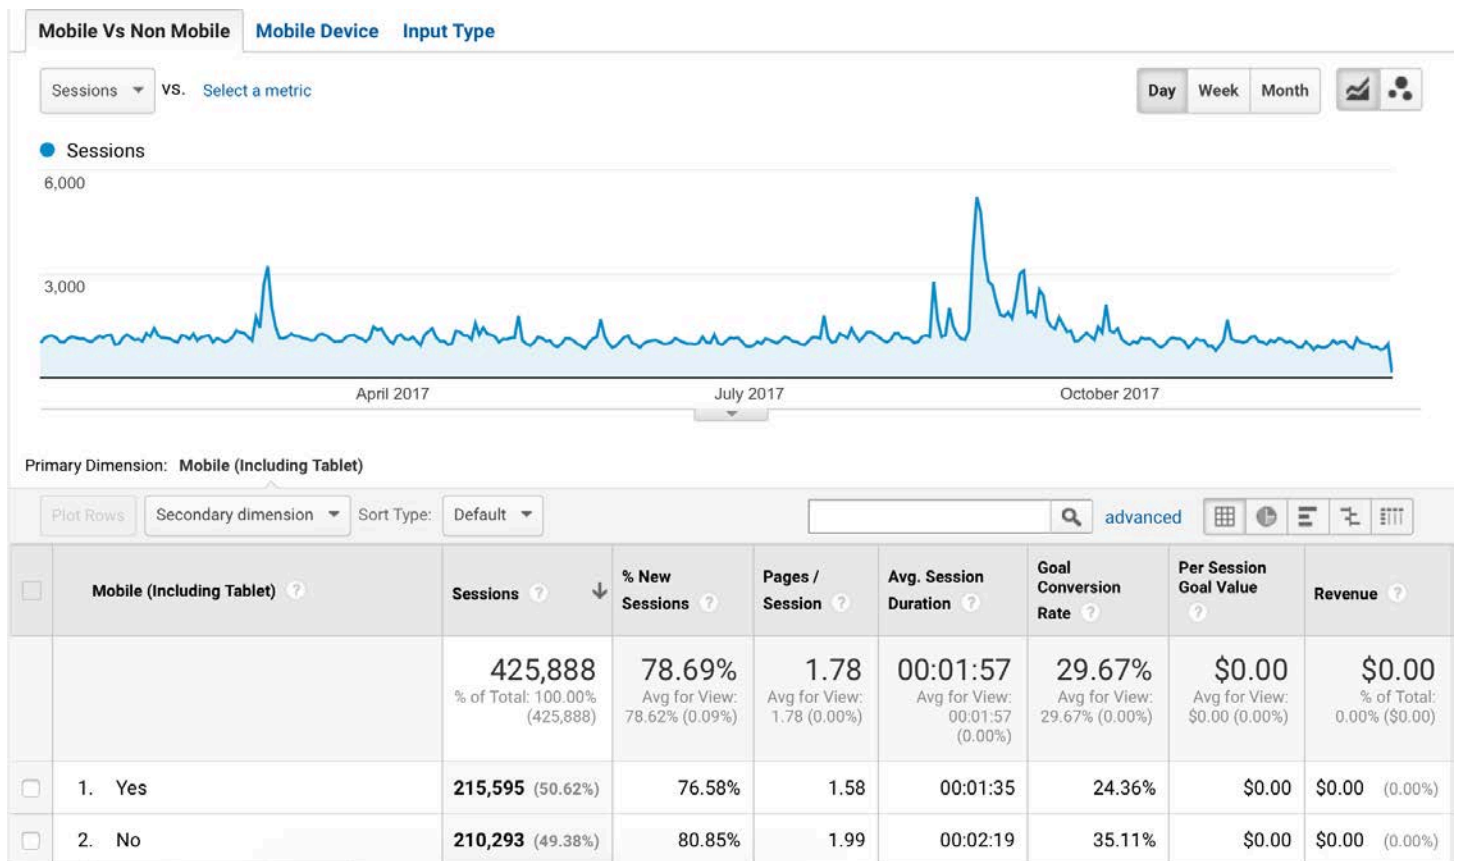 Mobile Vs Non Mobile Mobile Device Input Type
Sessions VS. Select a metric Day Week Month
Sessions
6,000
3,000
April 2017 July 2017 October 2017
Primary Dimension: Mobile (Including Tablet)
Plot Rows Secondary dimension Sort Type: Default advanced
Mobile (Including Tablet) ?
Sessions ?
% New
Sessions ?
Pages /
Session ?
Avg. Session
Duration ?
Goal
Conversion
Rate ?
Per Session
Goal Value
?
Revenue ?
425,888
% of Total: 100.00%
(425,888)
78.69%
Avg for View:
78.62% (0.09%)
1.78
Avg for View:
1.78 (0.00%)
00:01:57
Avg for View:
00:01:57
(0.00%)
29.67%
Avg for View:
29.67% (0.00%)
$0.00
Avg for View:
$0.00 (0.00%)
$0.00
% of Total:
0.00% ($0.00)
1. Yes 215,595 (50.62%) 76.58% 1.58 00:01:35 24.36% $0.00 $0.00 (0.00%)
2. No 210,293 (49.38%) 80.85% 1.99 00:02:19 35.11% $0.00 $0.00 (0.00%)